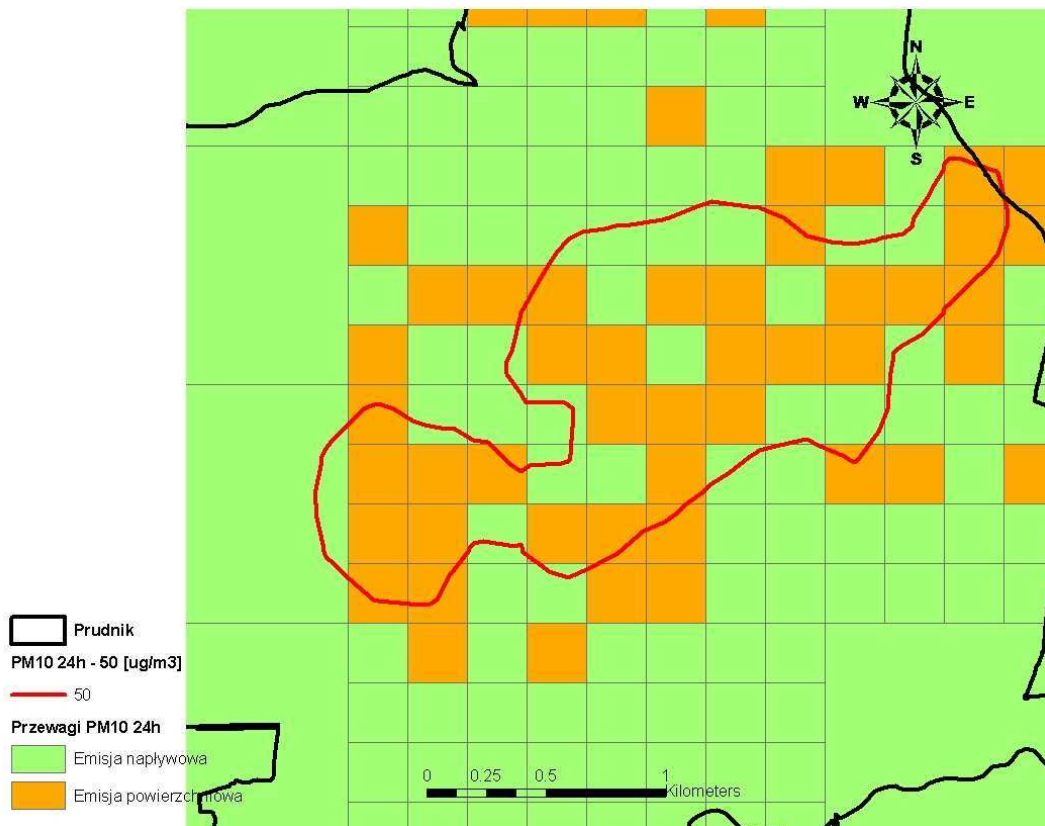 N
W E
S
Prudnik
PM10 24h - 50 [ug/m3]
50
Przewagi PM10 24h
Emisja napływowa
Emisja powierzchniowa
0 0.25 0.5 1
Kilometers